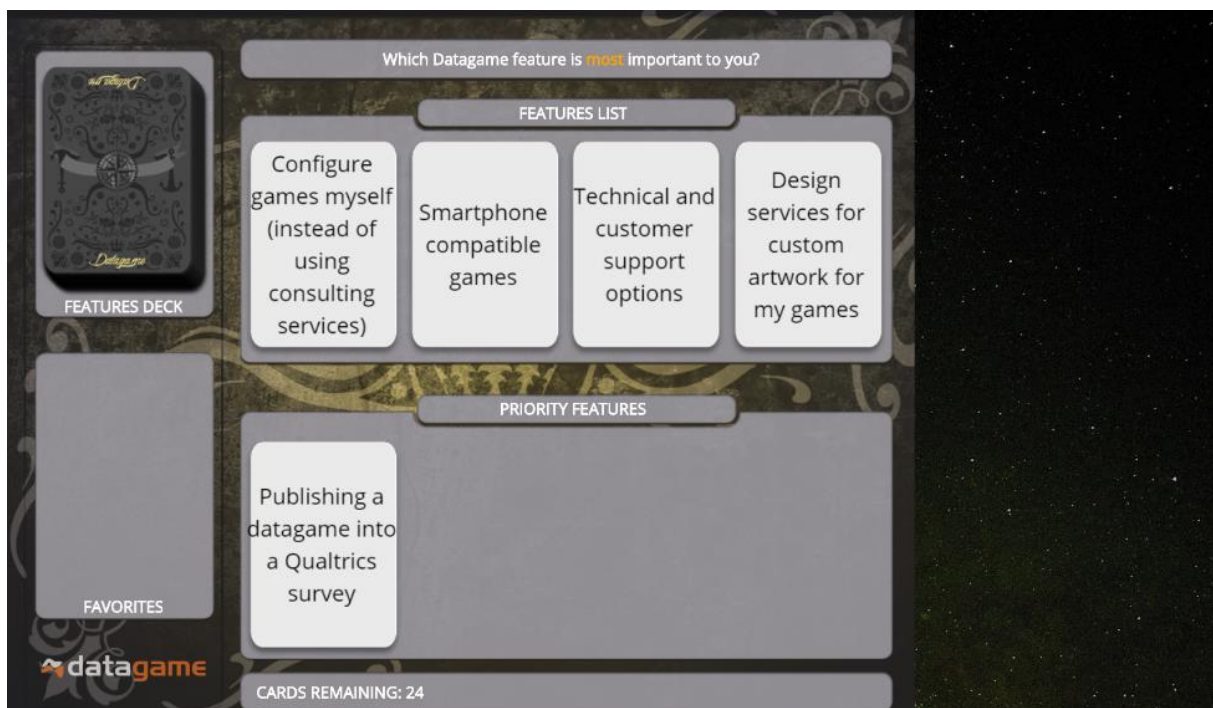 Which Datagame feature is most important to you?
FEATURES LIST
Configure
games myself
(instead of
using
consulting
services)
Smartphone
compatible
games
Technical and
customer
support
options
Design
services for
custom
artwork for
my games
Datagame
Datagame
FEATURES DECK
PRIORITY FEATURES
Publishing a
datagame into
a Qualtrics
survey
FAVORITES
datagame
CARDS REMAINING: 24